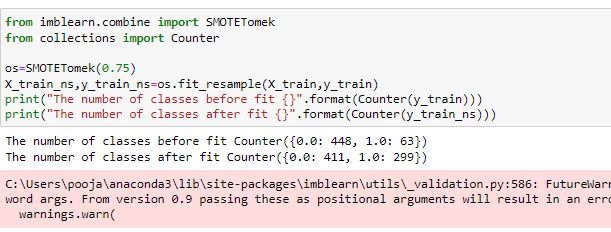 from imblearn.combine import SMOTETomek
from collections import Counter
os=SMOTETomek(0.75)
X_train_ns,y_train_ns=os.fit_resample(X_train,y_train)
print("The number of classes before fit {}".format(Counter(y_train)))
print("The number of classes after fit {}".format(Counter(y_train_ns)))
The number of classes before fit Counter({0.0: 448, 1.0: 63})
The number of classes after fit Counter({0.0: 411, 1.0: 299})
C:\Users\pooja\anaconda3\lib\site-packages\imblearn\utils\_validation.py:586: FutureWarn
word args. From version 0.9 passing these as positional arguments will result in an erro
warnings.warn(